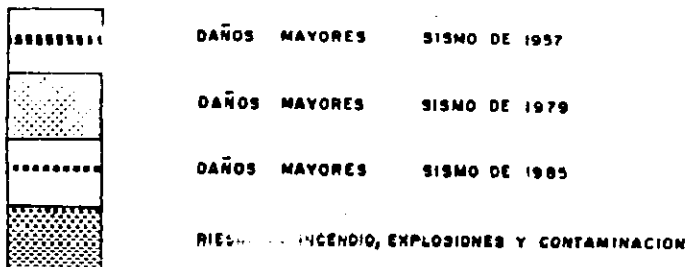 DAÑOS MAYORES SISMO DE 1957
DAÑOS MAYORES SISMO DE 1979
DAÑOS MAYORES SISMO DE 1985
INCENDIO, EXPLOSIONES Y CONTAMINACION